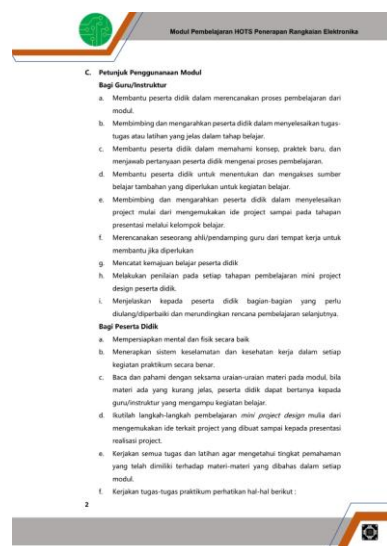 Modul Pembelajaran HOTS Penerapan Rangkaian Elektronika
C. Petunjuk Penggunanaan Modul
Bagi Guru/Instruktur
a. Membantu peserta didik dalam merencanakan proses pembelajaran dari
modul.
b. Membimbing dan mengarahkan peserta didik dalam menyelesaikan tugas-
tugas atau latihan yang jelas dalam tahap belajar.
c. Membantu peserta didik dalam memahami konsep, praktek baru, dan
menjawab pertanyaan peserta didik mengenai proses pembelajaran.
d. Membantu peserta didik untuk menentukan dan mengakses sumber
belajar tambahan yang diperlukan untuk kegiatan belajar.
e. Membimbing dan mengarahkan peserta didik dalam menyelesaikan
project mulai dari mengemukakan ide project sampai pada tahapan
presentasi melalui kelompok belajar.
f. Merencanakan seseorang ahli/pendamping guru dari tempat kerja untuk
membantu jika diperlukan
g. Mencatat kemajuan belajar peserta didik
h. Melakukan penilaian pada setiap tahapan pembelajaran mini project
design peserta didik.
i. Menjelaskan kepada peserta didik bagian-bagian yang perlu
diulang/diperbaiki dan merundingkan rencana pembelajaran selanjutnya.
Bagi Peserta Didik
a. Mempersiapkan mental dan fisik secara baik
b. Menerapkan sistem keselamatan dan kesehatan kerja dalam setiap
kegiatan praktikum secara benar.
c. Baca dan pahami dengan seksama uraian-uraian materi pada modul, bila
materi ada yang kurang jelas, peserta didik dapat bertanya kepada
guru/instruktur yang mengampu kegiatan belajar.
d. Ikutilah langkah-langkah pembelajaran mini project design mulia dari
mengemukakan ide terkait project yang dibuat sampai kepada presentasi
realisasi project.
e. Kerjakan semua tugas dan latihan agar mengetahui tingkat pemahaman
yang telah dimiliki terhadap materi-materi yang dibahas dalam setiap
modul.
f. Kerjakan tugas-tugas praktikum perhatikan hal-hal berikut :
2